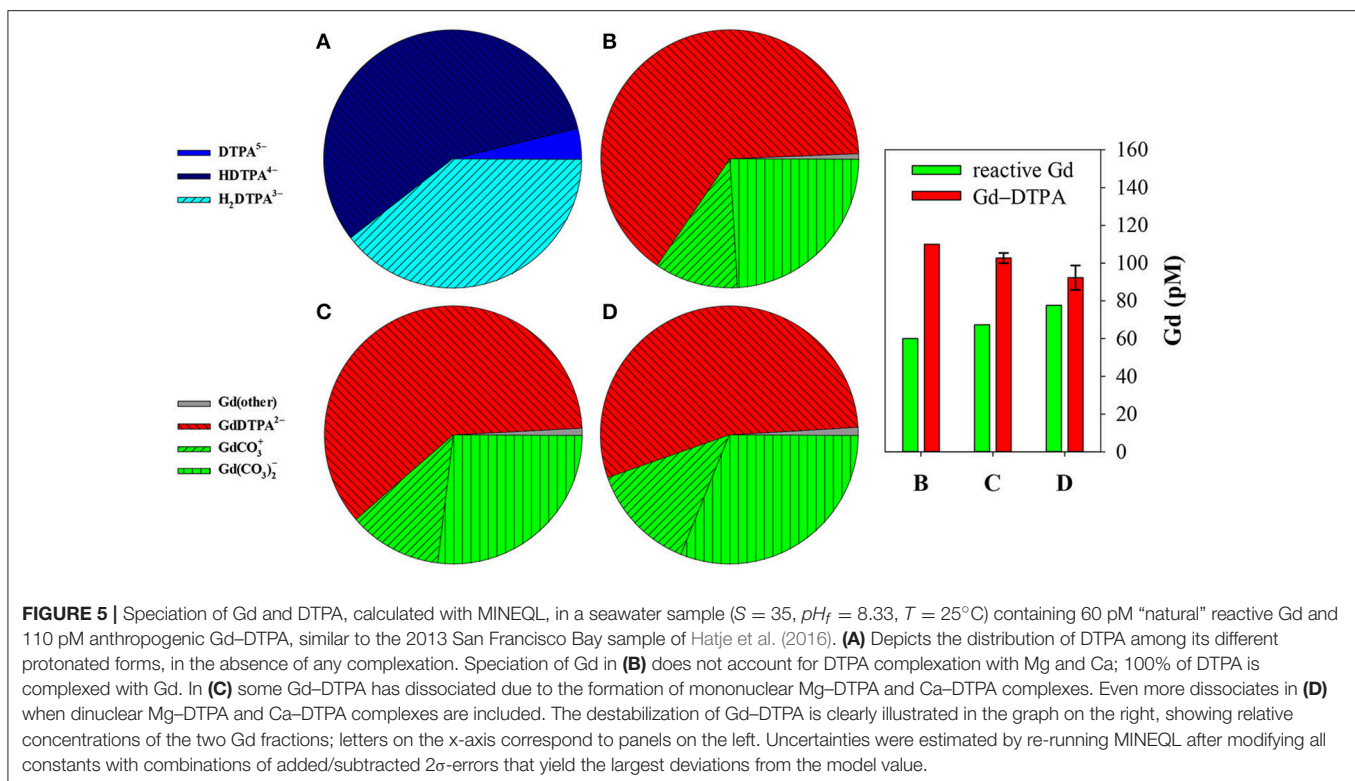 A
B
DTPA⁵⁻
HDTPA⁴⁻
H₂DTPA³⁻
C
D
Gd(other)
GdDTPA²⁻
GdCO₃⁺
Gd(CO₃)₂⁻
reactive Gd
Gd–DTPA
160
140
120
100
80
60
40
20
0
Gd (pM)
B C D
FIGURE 5 | Speciation of Gd and DTPA, calculated with MINEQL, in a seawater sample (S = 35, pH_f = 8.33, T = 25°C) containing 60 pM “natural” reactive Gd and
110 pM anthropogenic Gd–DTPA, similar to the 2013 San Francisco Bay sample of Hatje et al. (2016). (A) Depicts the distribution of DTPA among its different
protonated forms, in the absence of any complexation. Speciation of Gd in (B) does not account for DTPA complexation with Mg and Ca; 100% of DTPA is
complexed with Gd. In (C) some Gd–DTPA has dissociated due to the formation of mononuclear Mg–DTPA and Ca–DTPA complexes. Even more dissociates in (D)
when dinuclear Mg–DTPA and Ca–DTPA complexes are included. The destabilization of Gd–DTPA is clearly illustrated in the graph on the right, showing relative
concentrations of the two Gd fractions; letters on the x-axis correspond to panels on the left. Uncertainties were estimated by re-running MINEQL after modifying all
constants with combinations of added/subtracted 2σ-errors that yield the largest deviations from the model value.